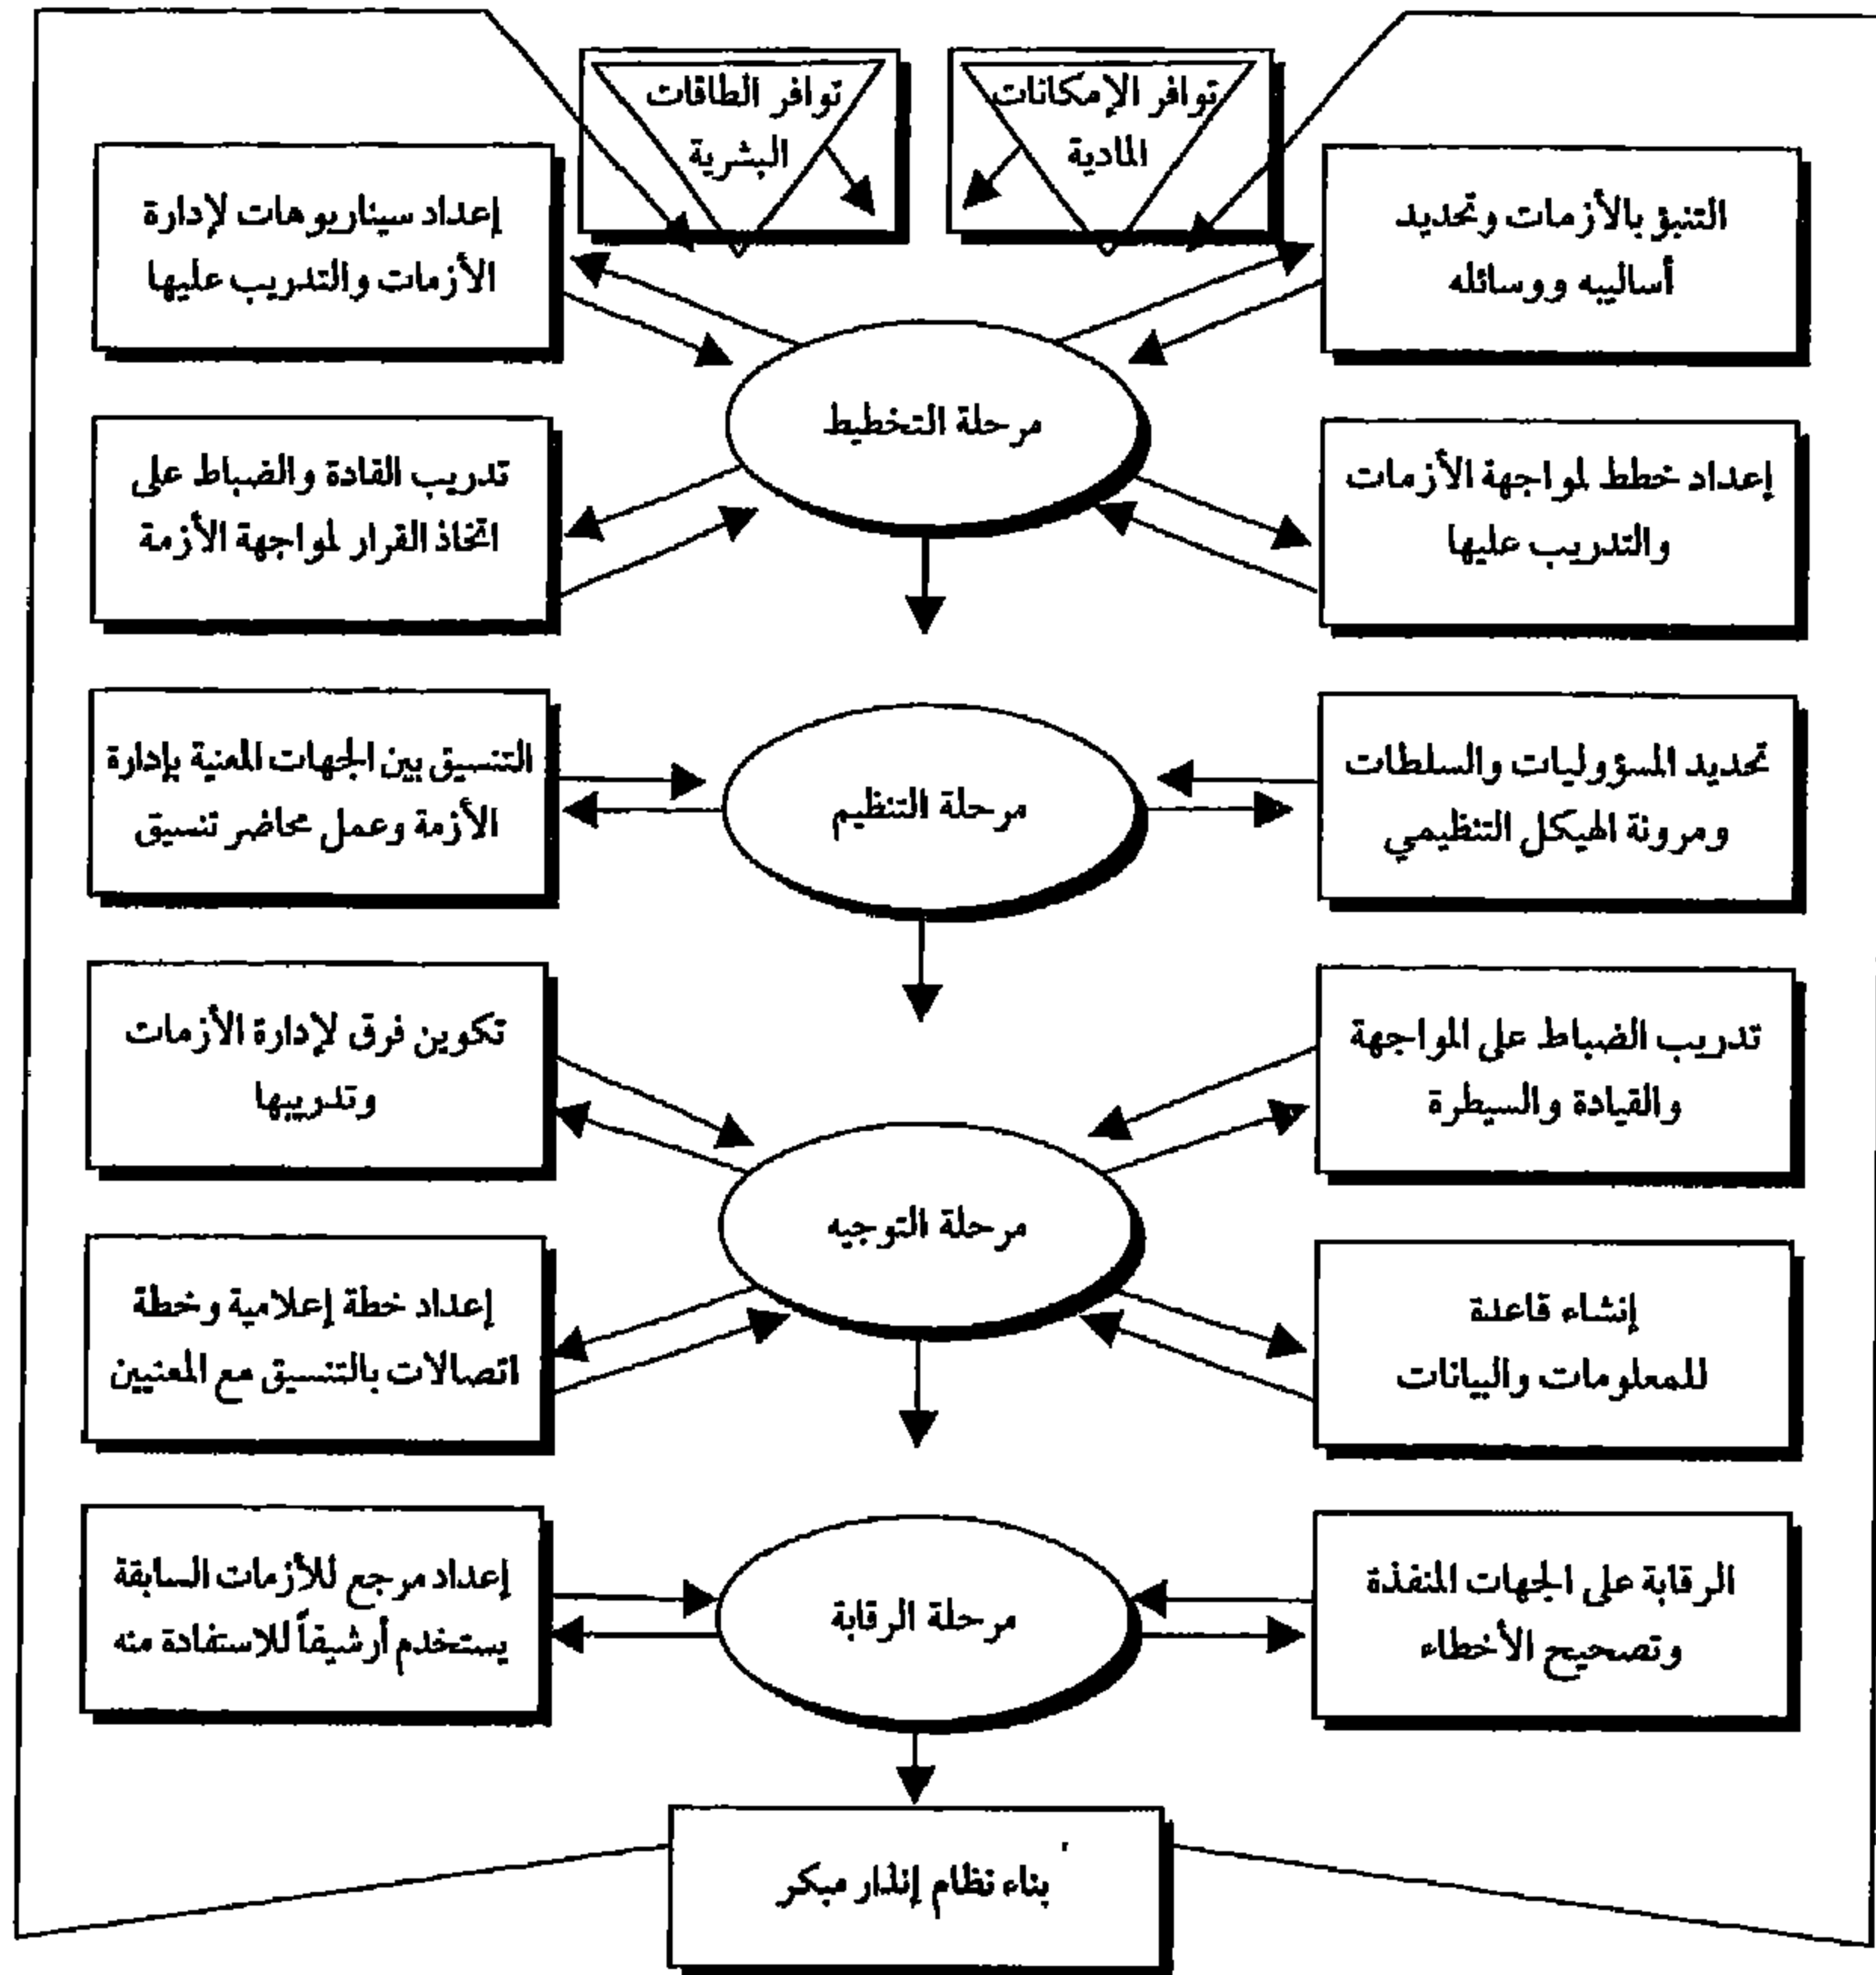 توافر الإمكانات
المادية
توافر الطاقات
البشرية
التنبؤ بالأزمات وتحديد
أساليبه ووسائله
إعداد سيناريوهات لإدارة
الأزمات والتدريب عليها
مرحلة التخطيط
إعداد خطط لمواجهة الأزمات
والتدريب عليها
تدريب القادة والضباط على
اتخاذ القرار لمواجهة الأزمة
تحديد المسؤوليات والسلطات
ومرونة الهيكل التنظيمي
مرحلة التنظيم
التنسيق بين الجهات المعنية بإدارة
الأزمة وعمل محاضر تنسيق
تدريب الضباط على المواجهة
والقيادة والسيطرة
تكوين فرق لإدارة الأزمات
وتدريبها
مرحلة التوجيه
إنشاء قاعدة
للمعلومات والبيانات
إعداد خطة إعلامية وخطة
اتصالات بالتنسيق مع المعنيين
الرقابة على الجهات المنفذة
وتصحيح الأخطاء
مرحلة الرقابة
إعداد مرجع للأزمات السابقة
يستخدم أرشيفاً للاستفادة منه
بناء نظام إنذار مبكر